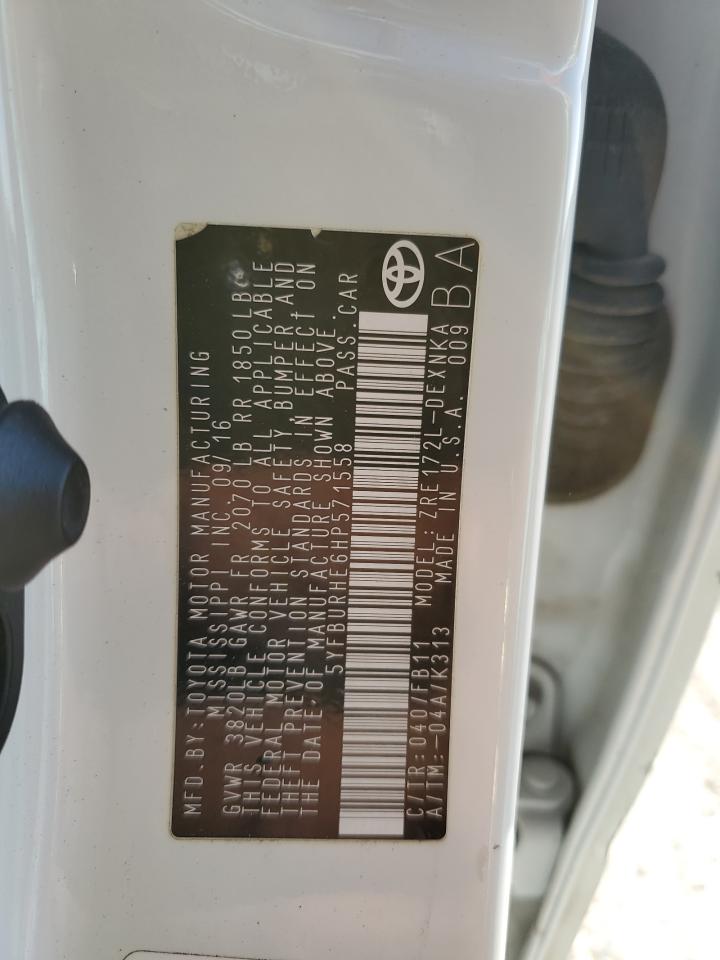 MFD.BY:TOYOTA MOTOR MANUFACTURING
MISSISSIPPI INC. 09/16
GVWR 3820LB GAWR FR 2070 LB RR 1850 LB
THIS VEHICLE CONFORMS TO ALL APPLICABLE
FEDERAL MOTOR VEHICLE SAFETY BUMPER,AND
THEFT PREVENTION STANDARDS IN EFFECT ON
THE DATE OF MANUFACTURE SHOWN ABOVE.
5YFBURHE6HP571558 PASS.CAR
C/TR:040/FB11 MODEL:ZRE172L-DEXNKA
A/TM:-04A/K313 MADE IN U.S.A. 009
BA